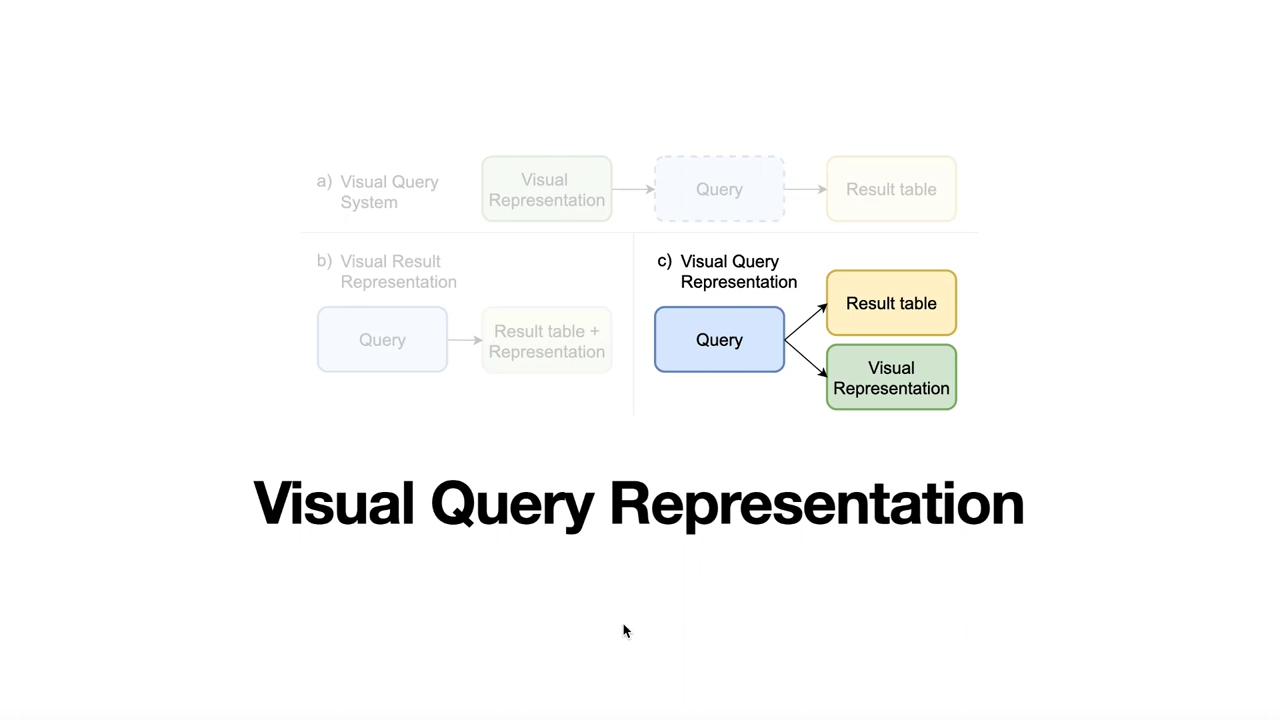 a) Visual Query
System
Visual
Representation
Query
Result table
b) Visual Result
Representation
Query
Result table +
Representation
c) Visual Query
Representation
Query
Result table
Visual
Representation
Visual Query Representation